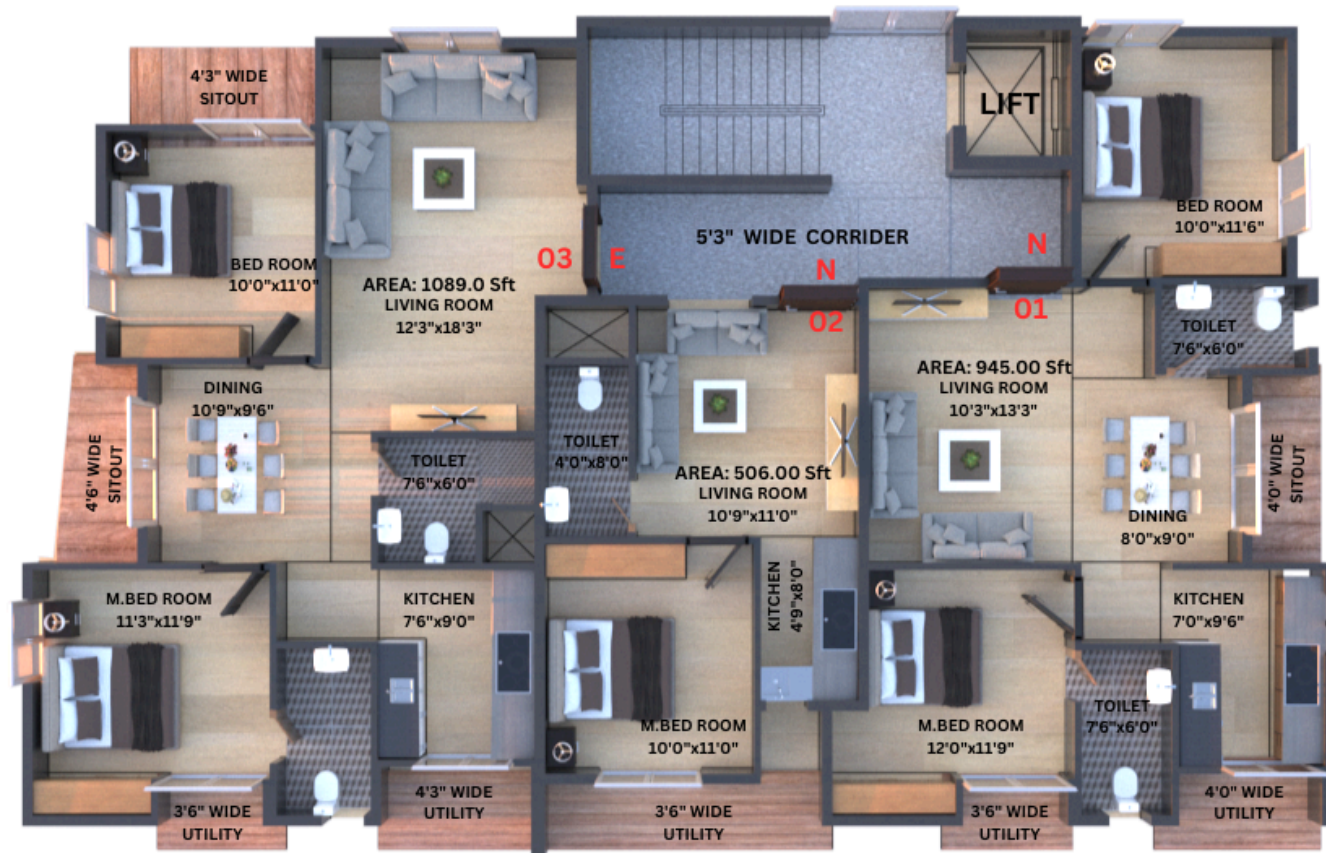 4'3" WIDE
SITOUT
BED ROOM
10'0"x11'0"
AREA: 1089.0 Sft
LIVING ROOM
12'3"x18'3"
03
E
5'3" WIDE CORRIDER
N
02
N
01
LIFT
BED ROOM
10'0"x11'6"
TOILET
7'6"x6'0"
DINING
10'9"x9'6"
4'6" WIDE
SITOUT
TOILET
7'6"x6'0"
TOILET
4'0"x8'0"
AREA: 506.00 Sft
LIVING ROOM
10'9"x11'0"
AREA: 945.00 Sft
LIVING ROOM
10'3"x13'3"
DINING
8'0"x9'0"
4'0" WIDE
SITOUT
M.BED ROOM
11'3"x11'9"
KITCHEN
7'6"x9'0"
KITCHEN
4'9"x8'0"
M.BED ROOM
10'0"x11'0"
M.BED ROOM
12'0"x11'9"
TOILET
7'6"x6'0"
KITCHEN
7'0"x9'6"
3'6" WIDE
UTILITY
4'3" WIDE
UTILITY
3'6" WIDE
UTILITY
3'6" WIDE
UTILITY
4'0" WIDE
UTILITY